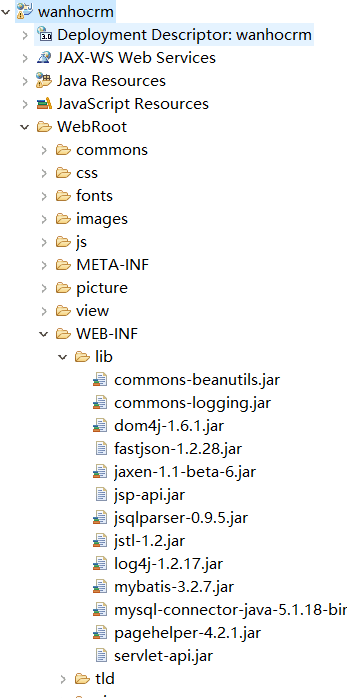 wanhocrm
3.0 Deployment Descriptor: wanhocrm
JAX-WS Web Services
Java Resources
JavaScript Resources
WebRoot
commons
css
fonts
images
js
META-INF
picture
view
WEB-INF
lib
commons-beanutils.jar
commons-logging.jar
dom4j-1.6.1.jar
fastjson-1.2.28.jar
jaxen-1.1-beta-6.jar
jsp-api.jar
jsqlparser-0.9.5.jar
jstl-1.2.jar
log4j-1.2.17.jar
mybatis-3.2.7.jar
mysql-connector-java-5.1.18-bin
pagehelper-4.2.1.jar
servlet-api.jar
tld